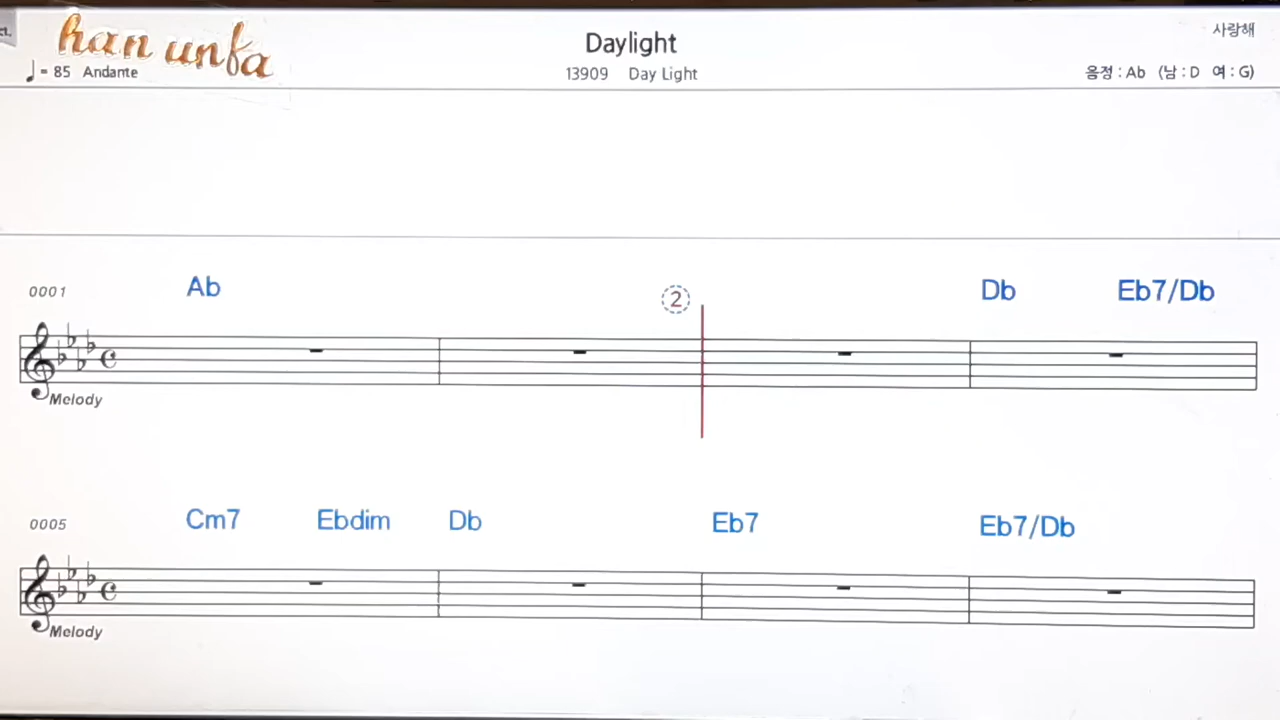 han unfa
Daylight
사랑해
♩ = 85 Andante
13909 Day Light
음정 : Ab (남 : D 여 : G)
0001
Ab
②
Db
Eb7/Db
Melody
0005
Cm7
Ebdim
Db
Eb7
Eb7/Db
Melody